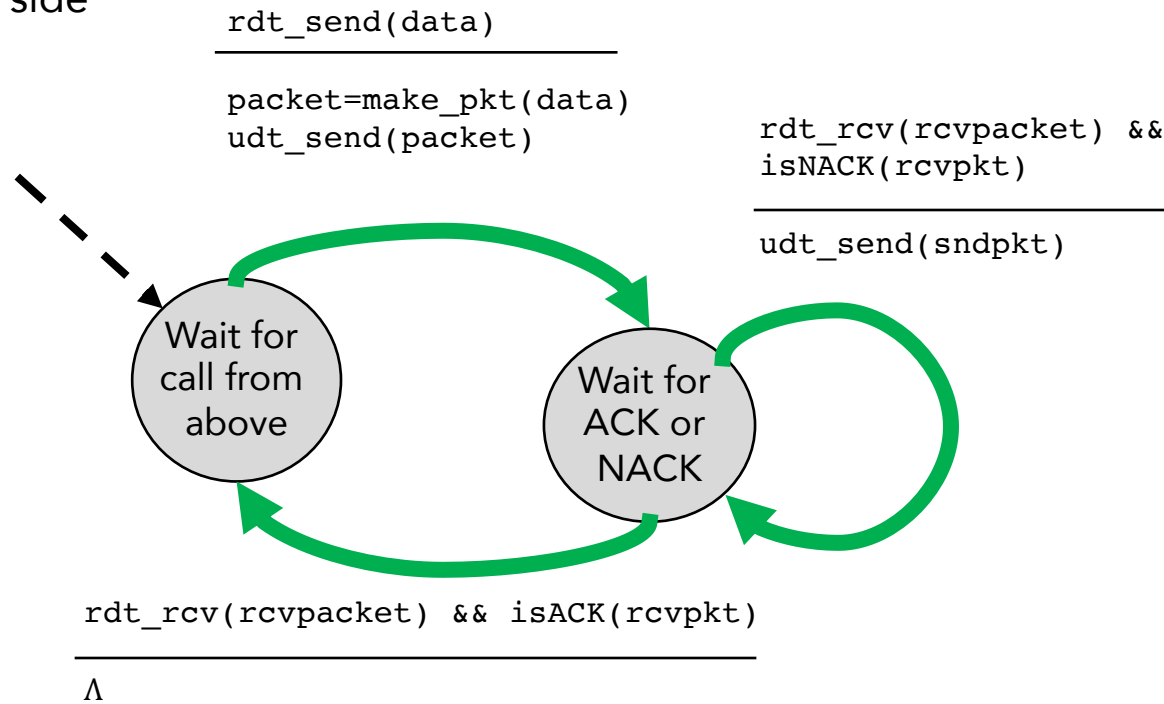 side
rdt_send(data)
packet=make_pkt(data)
udt_send(packet)
rdt_rcv(rcvpacket) &&
isNACK(rcvpkt)
udt_send(sndpkt)
Wait for
call from
above
Wait for
ACK or
NACK
rdt_rcv(rcvpacket) && isACK(rcvpkt)
Λ